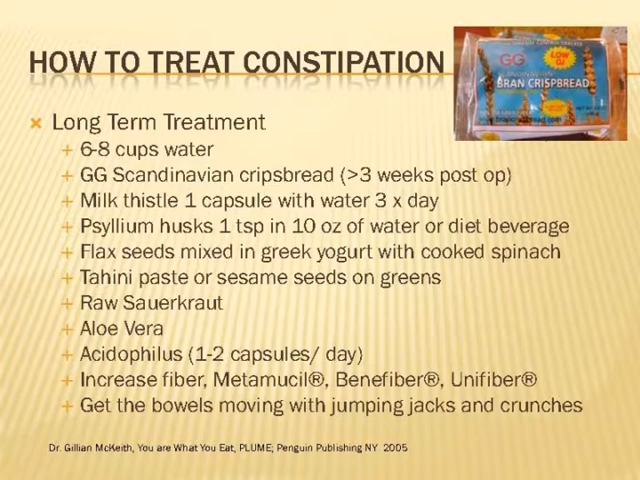 HOW TO TREAT CONSTIPATION
LOW
GG
SCANDINAVIAN
BRAN CRISPBREAD
Long Term Treatment
6-8 cups water
GG Scandinavian cripsbread (>3 weeks post op)
Milk thistle 1 capsule with water 3 x day
Psyllium husks 1 tsp in 10 oz of water or diet beverage
Flax seeds mixed in greek yogurt with cooked spinach
Tahini paste or sesame seeds on greens
Raw Sauerkraut
Aloe Vera
Acidophilus (1-2 capsules/ day)
Increase fiber, Metamucil®, Benefiber®, Unifiber®
Get the bowels moving with jumping jacks and crunches
Dr. Gillian McKeith, You are What You Eat, PLUME; Penguin Publishing NY 2005